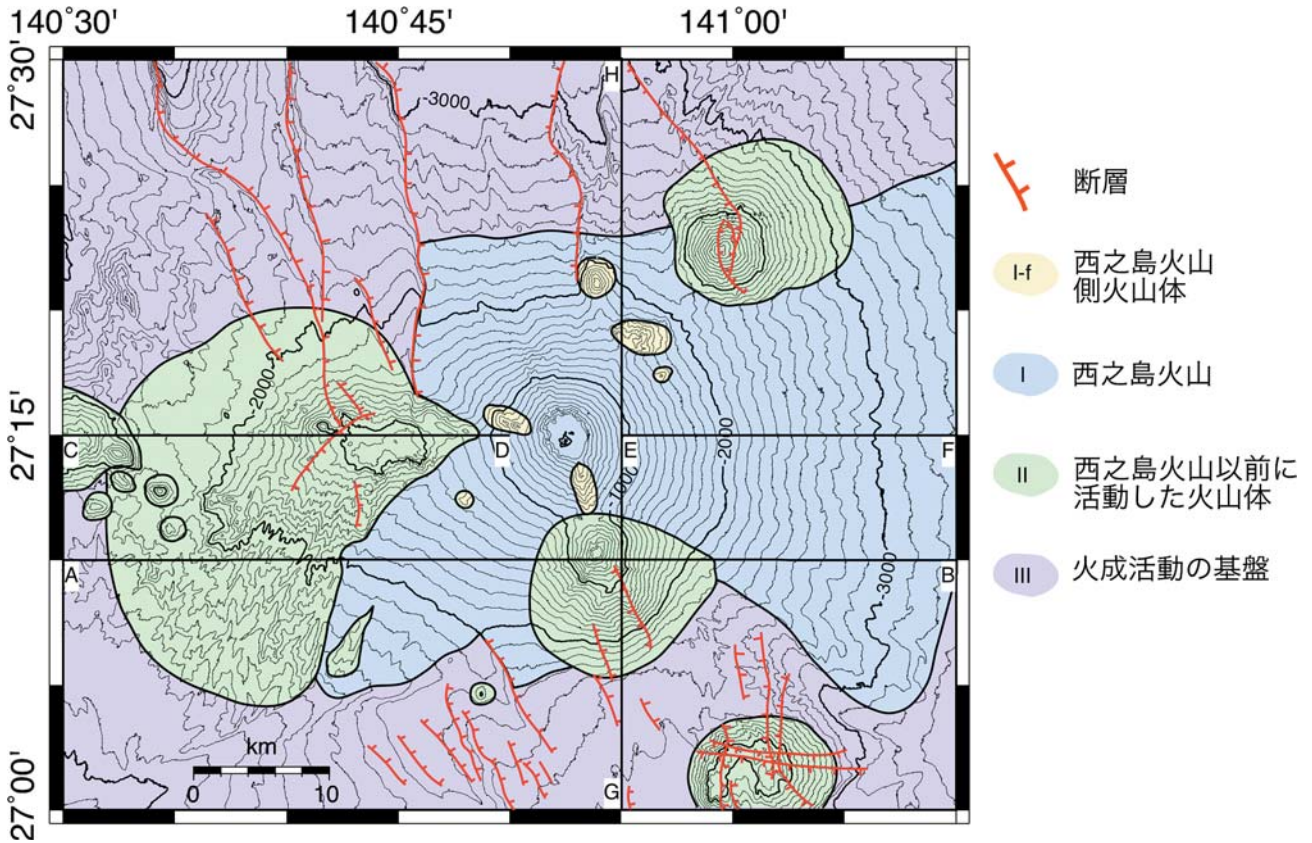 140˚30'
140˚45'
141˚00'
27˚30'
27˚15'
27˚00'
H
-3000
-2000
C
D
E
F
-1000
-2000
A
B
-3000
G
km
0 10
断層
I-f
西之島火山
側火山体
I
西之島火山
II
西之島火山以前に
活動した火山体
III
火成活動の基盤